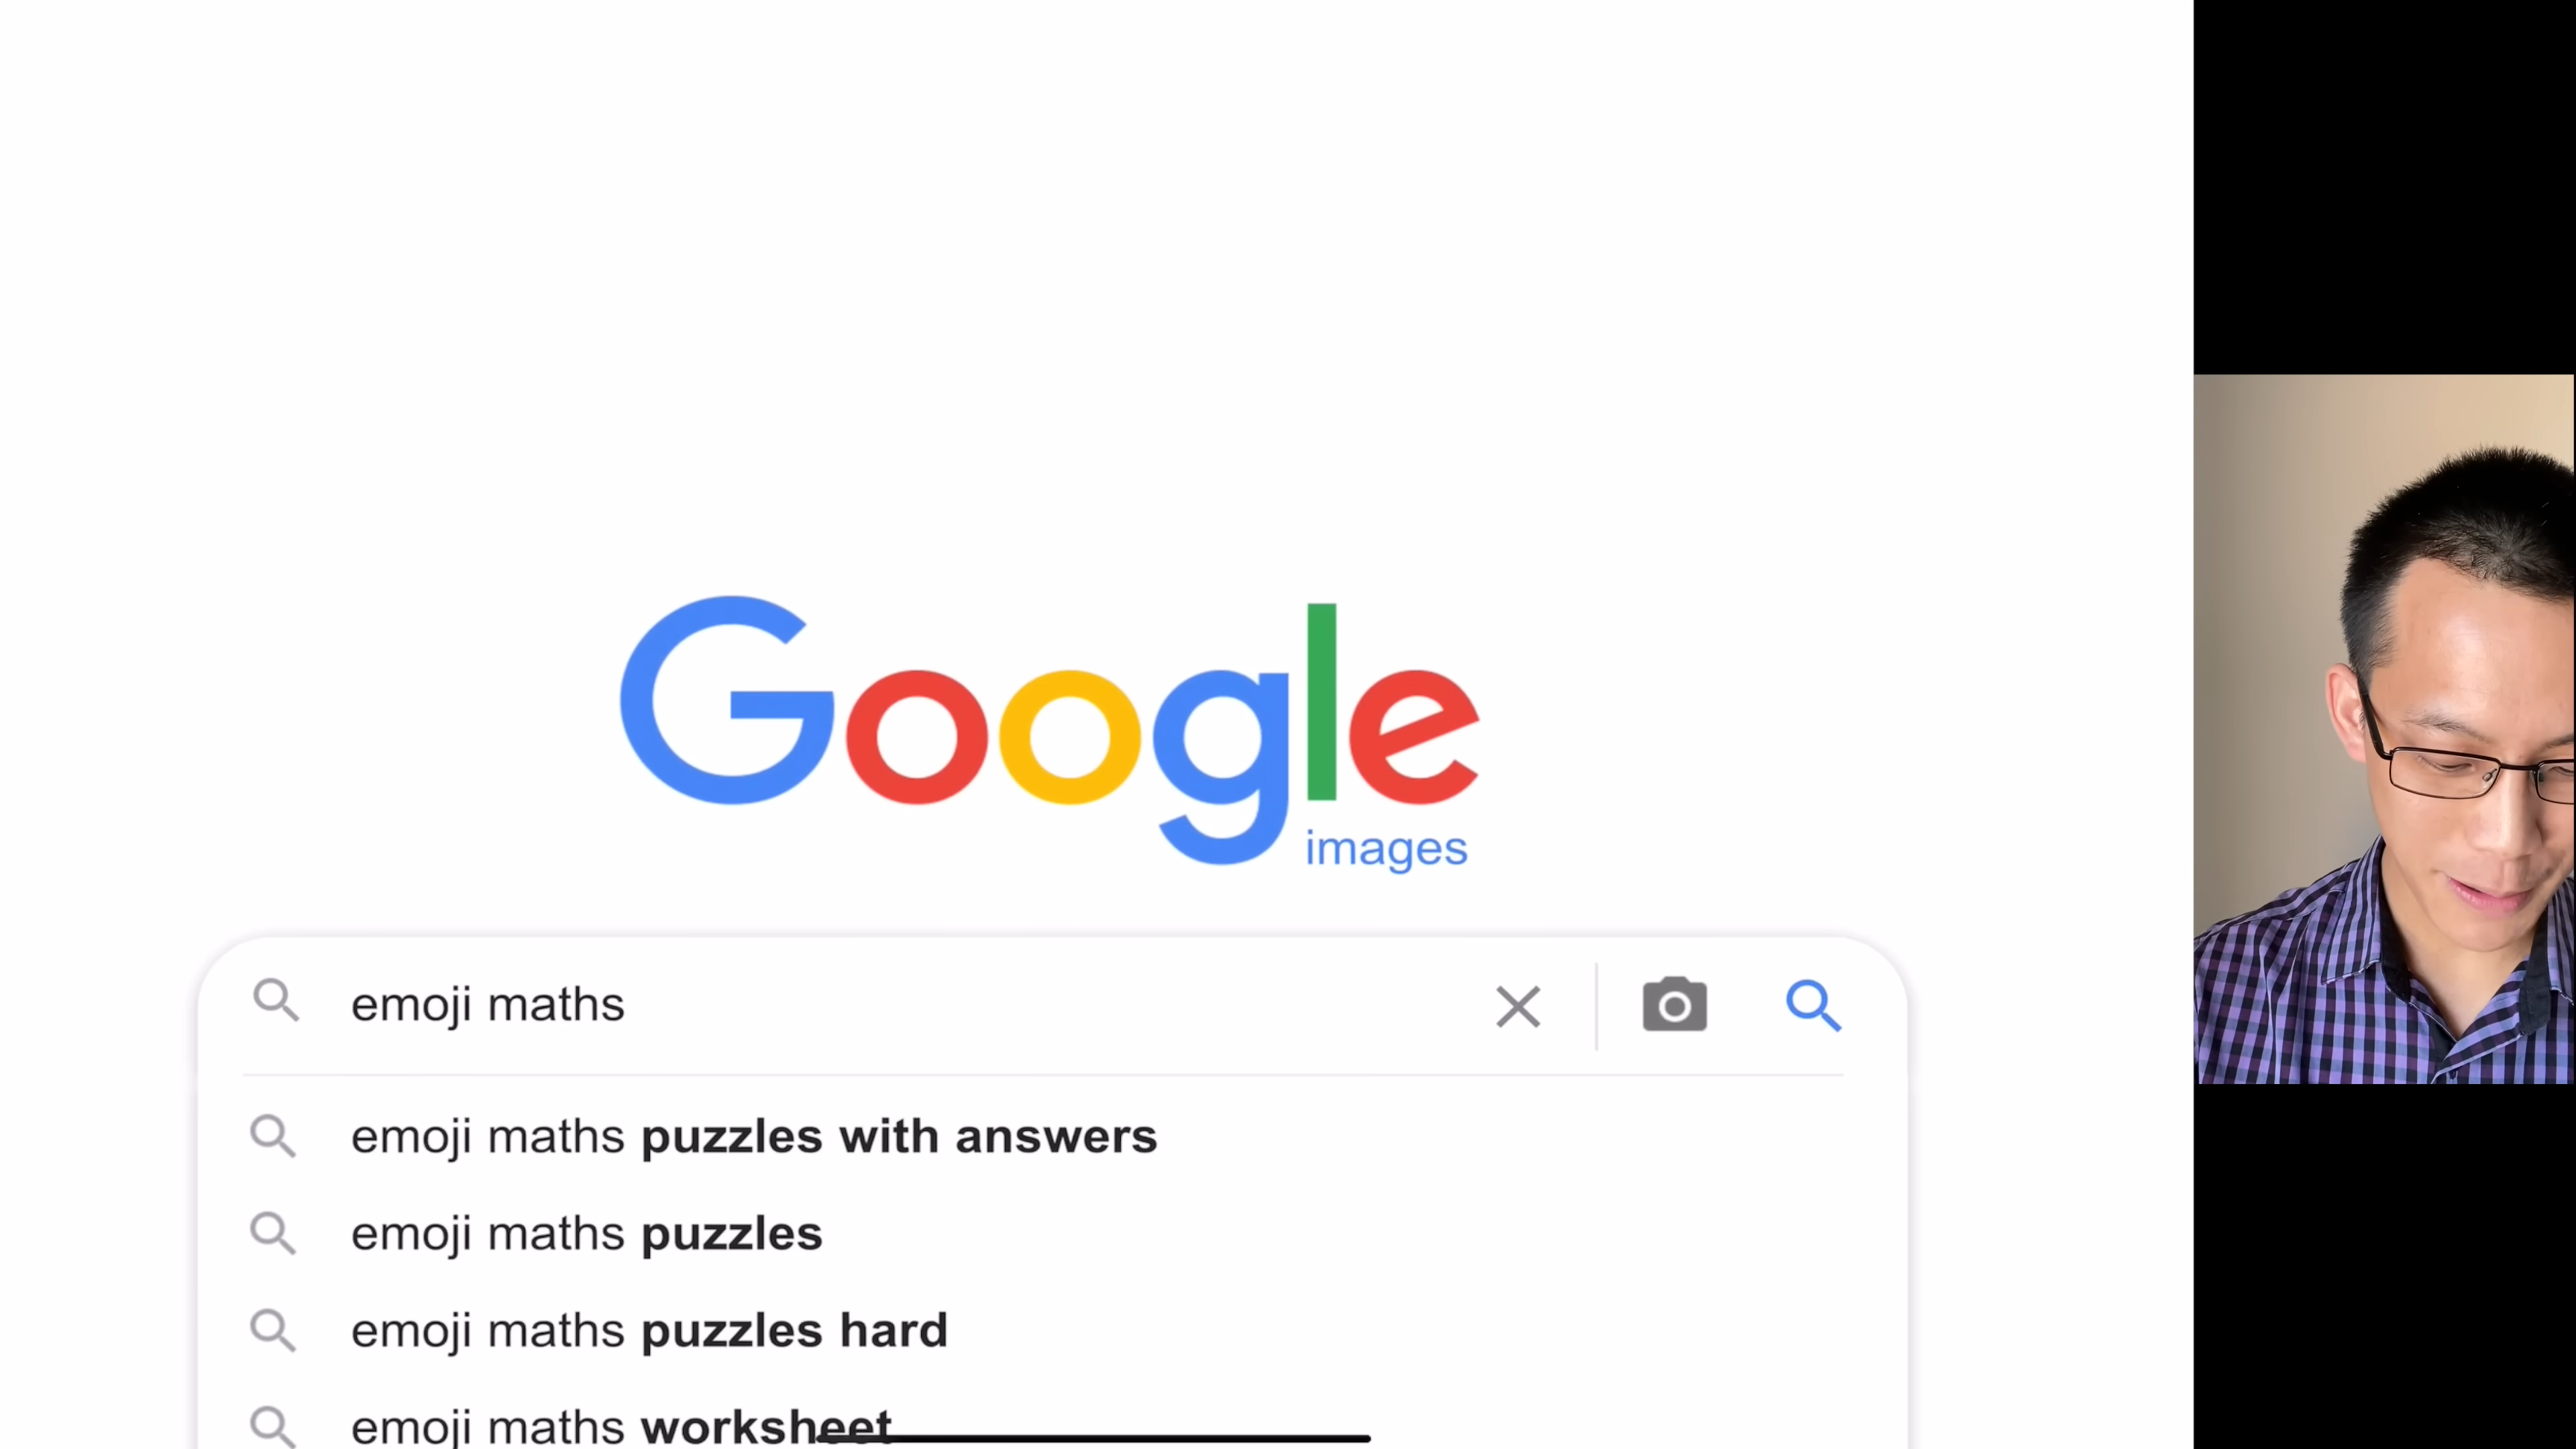 Google
images
emoji maths
emoji maths puzzles with answers
emoji maths puzzles
emoji maths puzzles hard
emoji maths worksheet